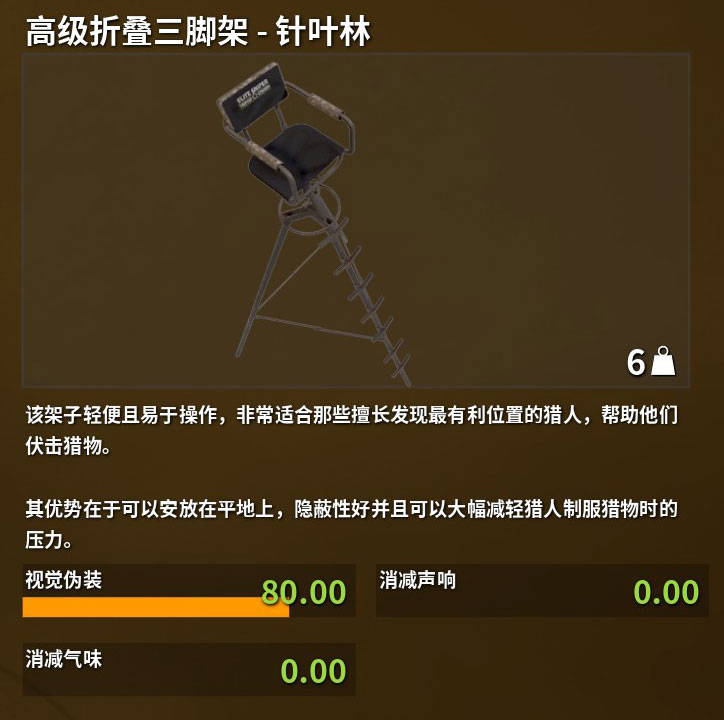 高级折叠三脚架 - 针叶林
ELITE SNIPER
6
该架子轻便且易于操作，非常适合那些擅长发现最有利位置的猎人，帮助他们
伏击猎物。
其优势在于可以安放在平地上，隐蔽性好并且可以大幅减轻猎人制服猎物时的
压力。
视觉伪装 80.00
消减声响 0.00
消减气味 0.00